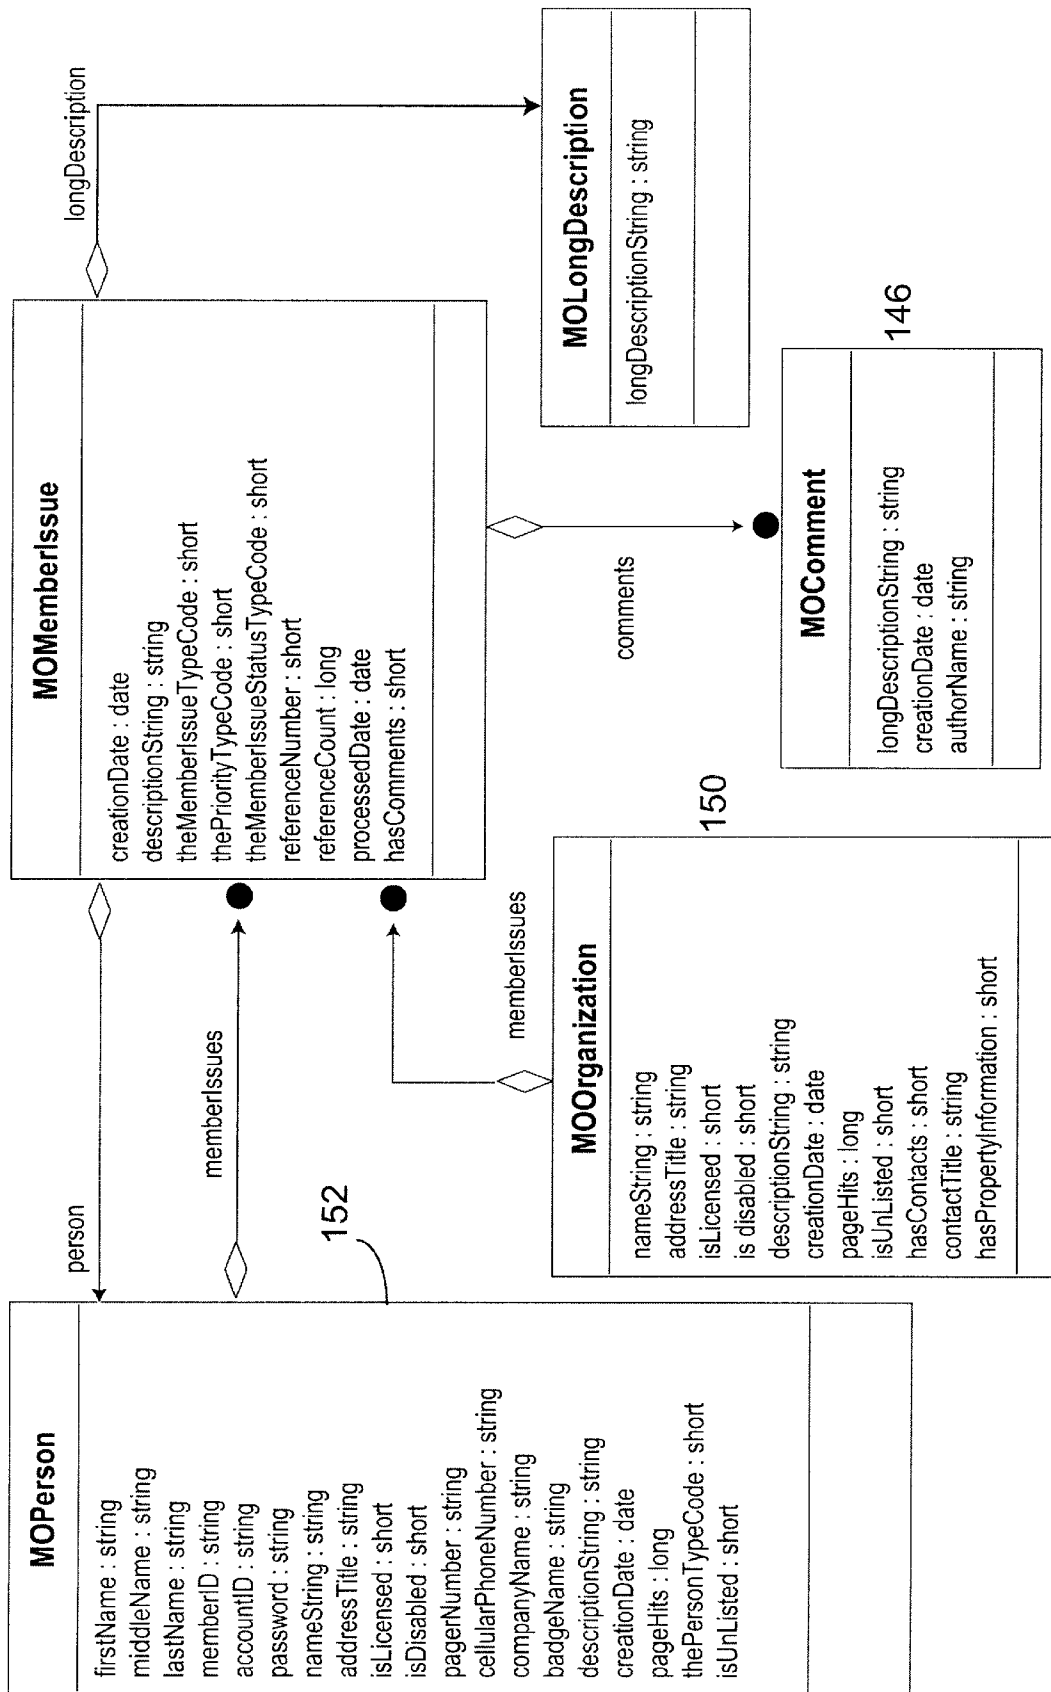 MOPerson
firstName : string
middleName : string
lastName : string
memberID : string
accountID : string
password : string
nameString : string
addressTitle : string
isLicensed : short
isDisabled : short
pagerNumber : string
cellularPhoneNumber : string
companyName : string
badgeName : string
descriptionString : string
creationDate : date
pageHits : long
thePersonTypeCode : short
isUnListed : short
person
memberIssues
152
MOMemberIssue
creationDate : date
descriptionString : string
theMemberIssueTypeCode : short
thePriorityTypeCode : short
theMemberIssueStatusTypeCode : short
referenceNumber : short
referenceCount : long
processedDate : date
hasComments : short
longDescription
memberIssues
MOOrganization
nameString : string
addressTitle : string
isLicensed : short
is disabled : short
descriptionString : string
creationDate : date
pageHits : long
isUnListed : short
hasContacts : short
contactTitle : string
hasPropertyInformation : short
150
comments
MOComment
longDescriptionString : string
creationDate : date
authorName : string
146
MOLongDescription
longDescriptionString : string